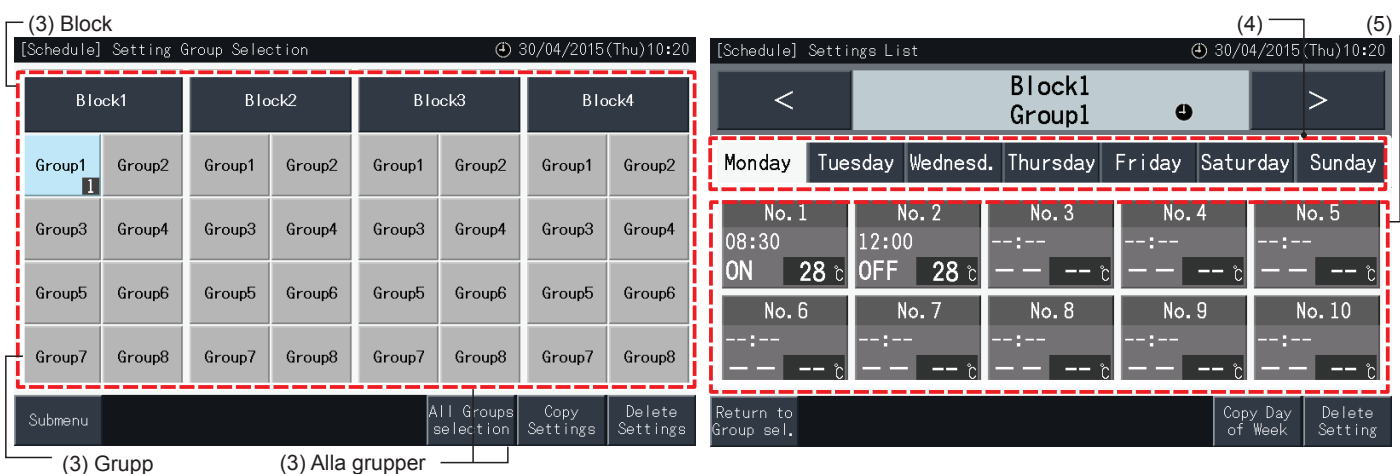 (3) Block
[Schedule] Setting Group Selection 30/04/2015(Thu)10:20
Block1 Block2 Block3 Block4
Group1 Group2 Group1 Group2 Group1 Group2 Group1 Group2
1
Group3 Group4 Group3 Group4 Group3 Group4 Group3 Group4
Group5 Group6 Group5 Group6 Group5 Group6 Group5 Group6
Group7 Group8 Group7 Group8 Group7 Group8 Group7 Group8
Submenu
All Groups
selection
Copy
Settings
Delete
Settings
(3) Grupp
(3) Alla grupper
(4)
(5)
[Schedule] Settings List 30/04/2015(Thu)10:20
< Block1 >
Group1
Monday Tuesday Wednesd. Thursday Friday Saturday Sunday
No.1 No.2 No.3 No.4 No.5
08:30 12:00 --:-- --:-- --:--
ON 28 ℃ OFF 28 ℃ -- -- ℃ -- -- ℃ -- -- ℃
No.6 No.7 No.8 No.9 No.10
--:-- --:-- --:-- --:-- --:--
-- -- ℃ -- -- ℃ -- -- ℃ -- -- ℃ -- -- ℃
Return to
Group sel.
Copy Day
of Week
Delete
Setting